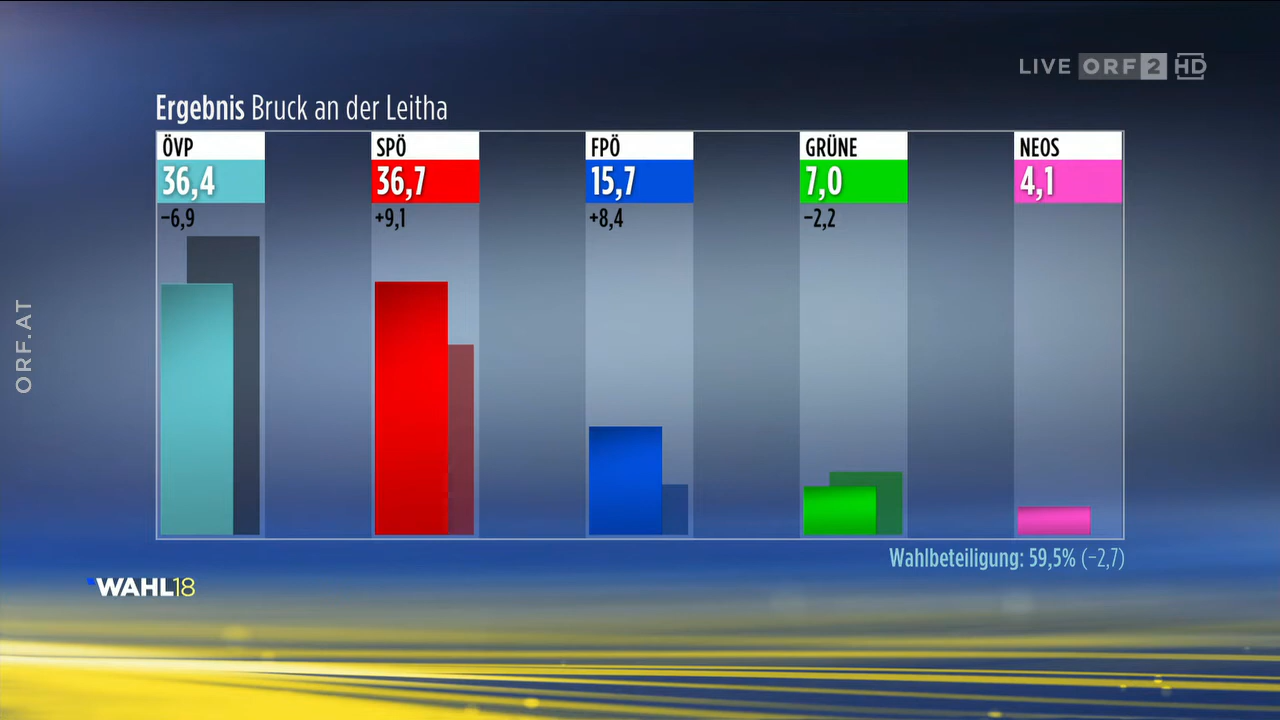 LIVE ORF 2 HD
Ergebnis Bruck an der Leitha
ÖVP SPÖ FPÖ GRÜNE NEOS
36,4 36,7 15,7 7,0 4,1
−6,9 +9,1 +8,4 −2,2
ORF.AT
Wahlbeteiligung: 59,5% (−2,7)
WAHL18